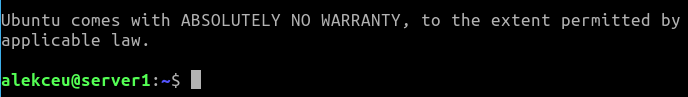 Ubuntu comes with ABSOLUTELY NO WARRANTY, to the extent permitted by
applicable law.
alekceu@server1:~$